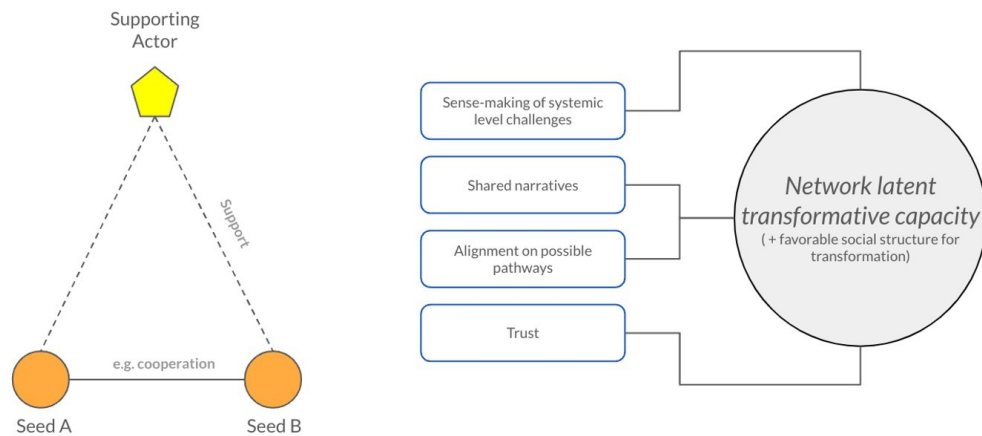 Supporting
Actor
Support
e.g. cooperation
Seed A
Seed B
Sense-making of systemic
level challenges
Shared narratives
Alignment on possible
pathways
Trust
Network latent
transformative capacity
( + favorable social structure for
transformation)